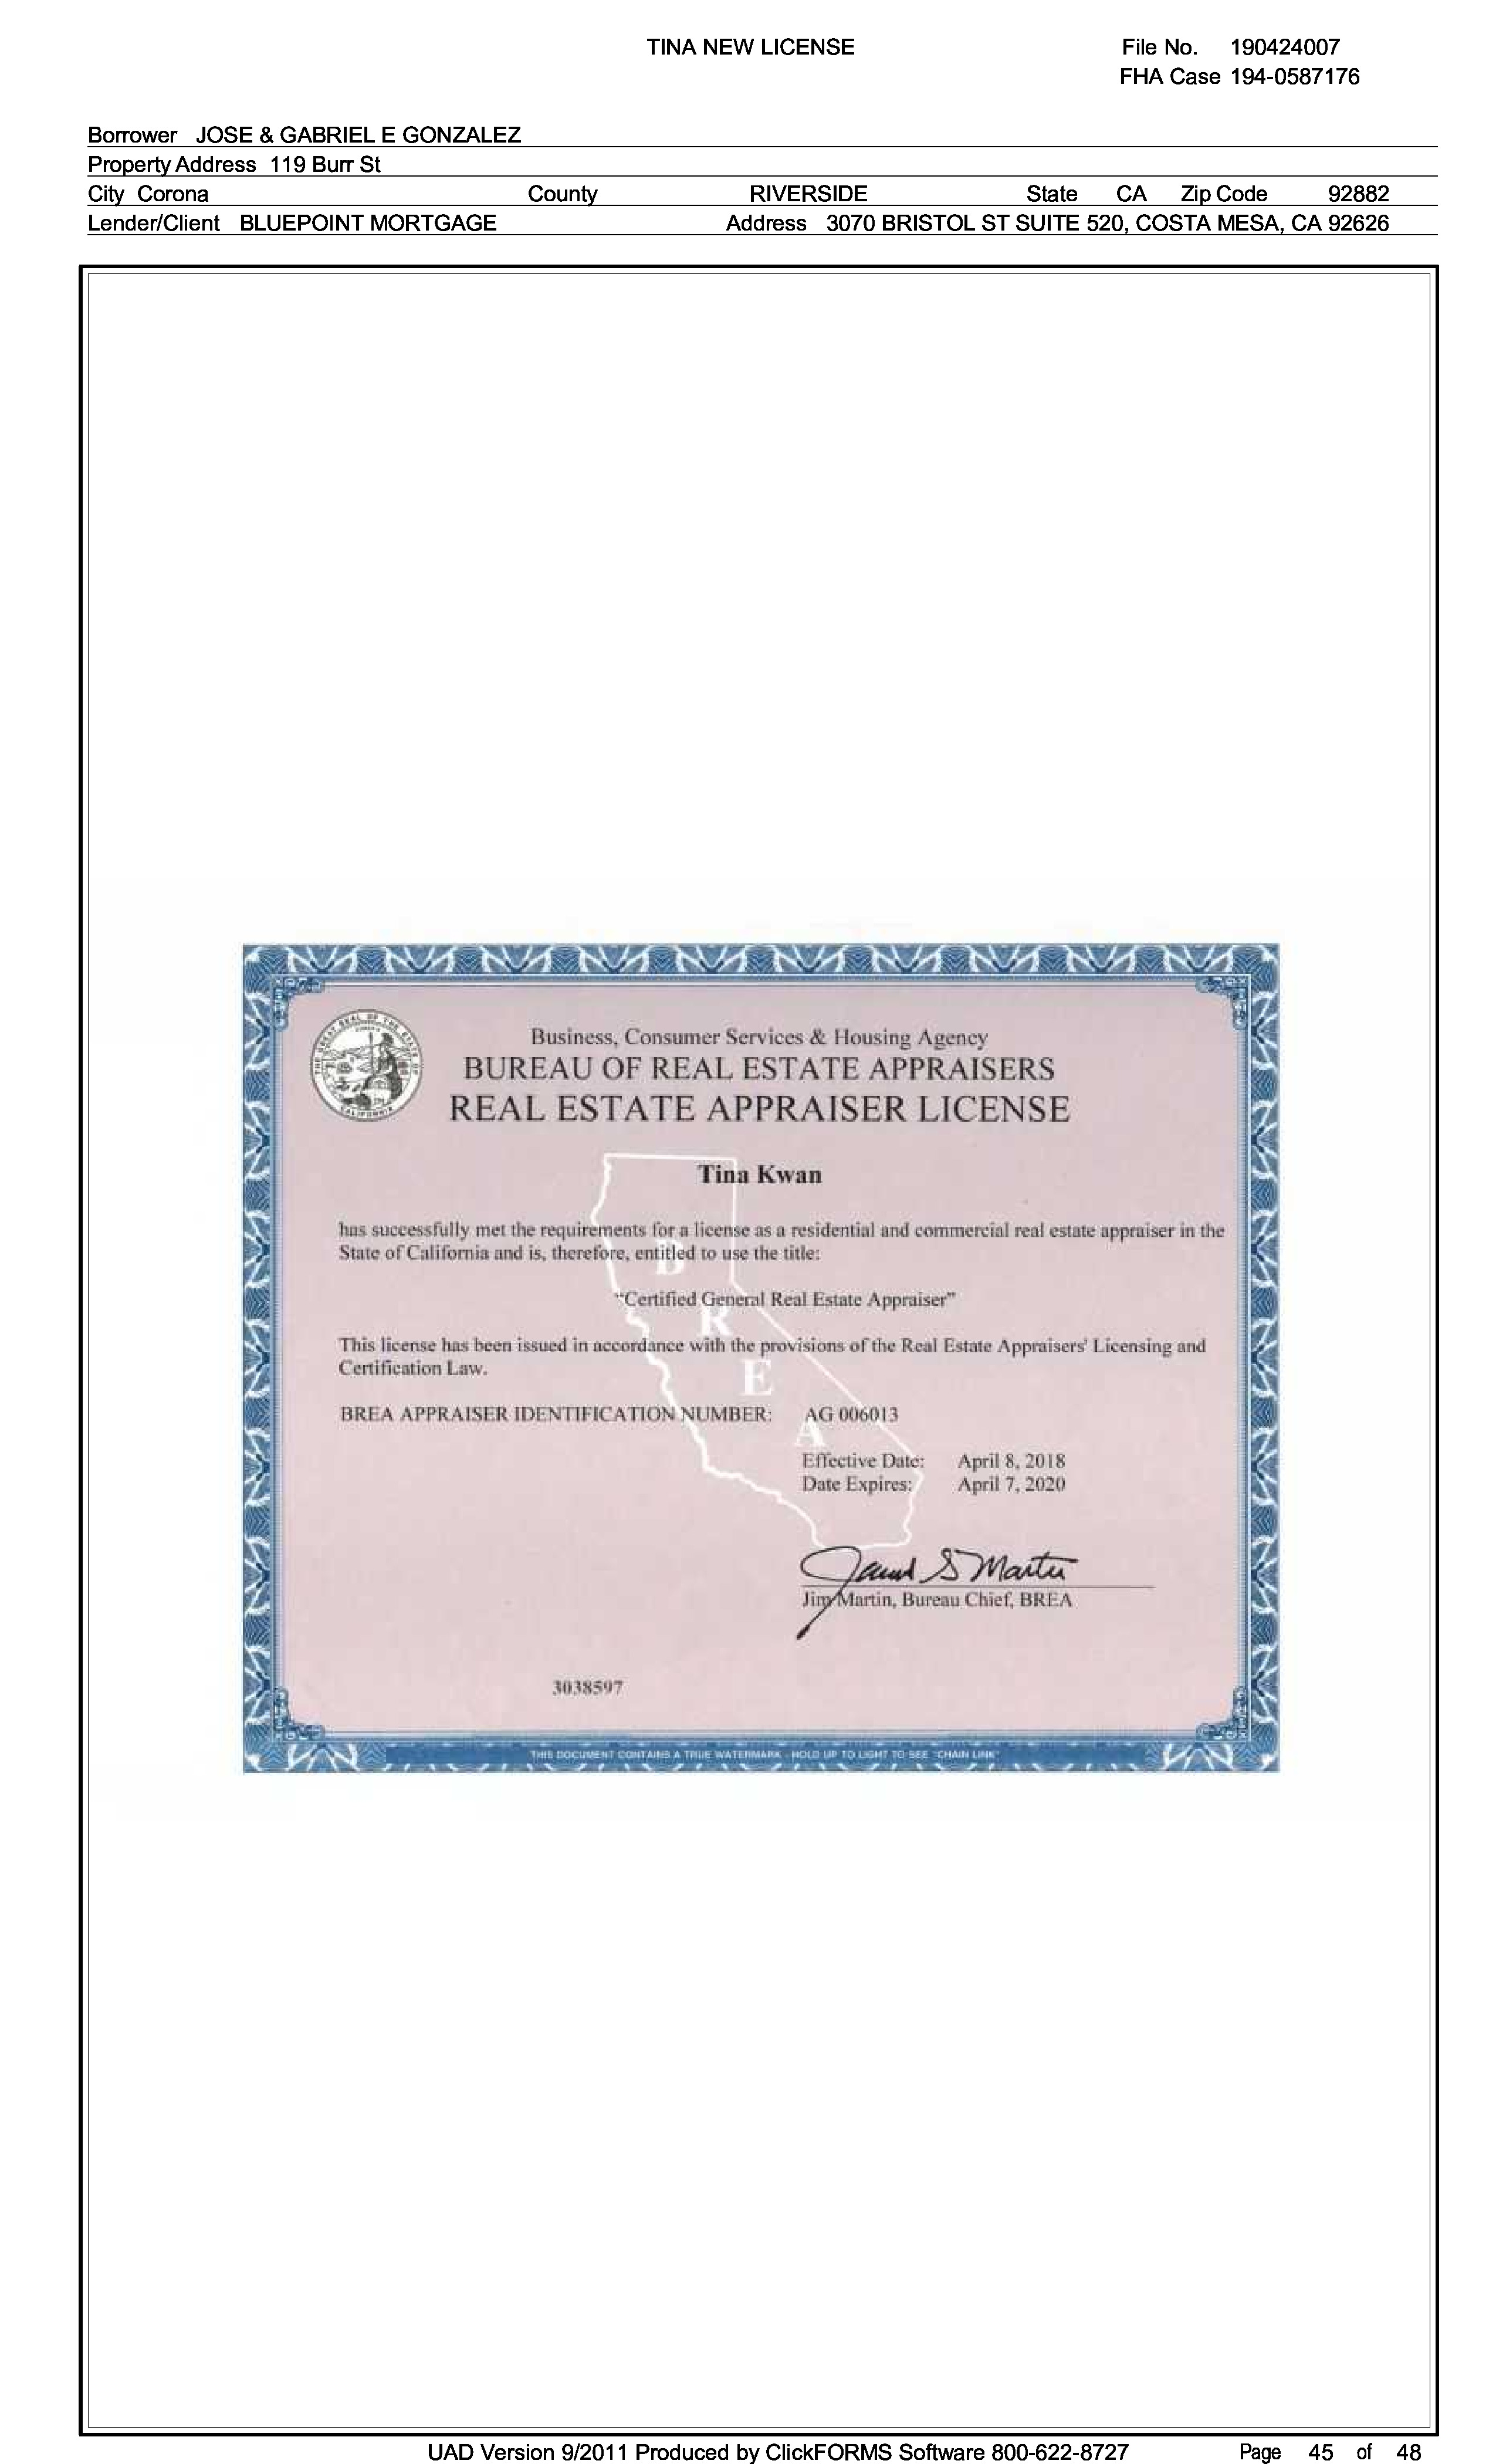 TINA NEW LICENSE
File No. 190424007
FHA Case 194-0587176
Borrower JOSE & GABRIEL E GONZALEZ
Property Address 119 Burr St
City Corona County RIVERSIDE State CA Zip Code 92882
Lender/Client BLUEPOINT MORTGAGE Address 3070 BRISTOL ST SUITE 520, COSTA MESA, CA 92626
THE GREAT SEAL OF THE STATE OF CALIFORNIA
Business, Consumer Services & Housing Agency
BUREAU OF REAL ESTATE APPRAISERS
REAL ESTATE APPRAISER LICENSE
Tina Kwan
has successfully met the requirements for a license as a residential and commercial real estate appraiser in the
State of California and is, therefore, entitled to use the title:
"Certified General Real Estate Appraiser"
This license has been issued in accordance with the provisions of the Real Estate Appraisers' Licensing and
Certification Law.
B
R
E
A
BREA APPRAISER IDENTIFICATION NUMBER: AG 006013
Effective Date: April 8, 2018
Date Expires: April 7, 2020
Jim Martin, Bureau Chief, BREA
3038597
THIS DOCUMENT CONTAINS A TRUE WATERMARK - HOLD UP TO LIGHT TO SEE "CHAIN LINK"
UAD Version 9/2011 Produced by ClickFORMS Software 800-622-8727 Page 45 of 48